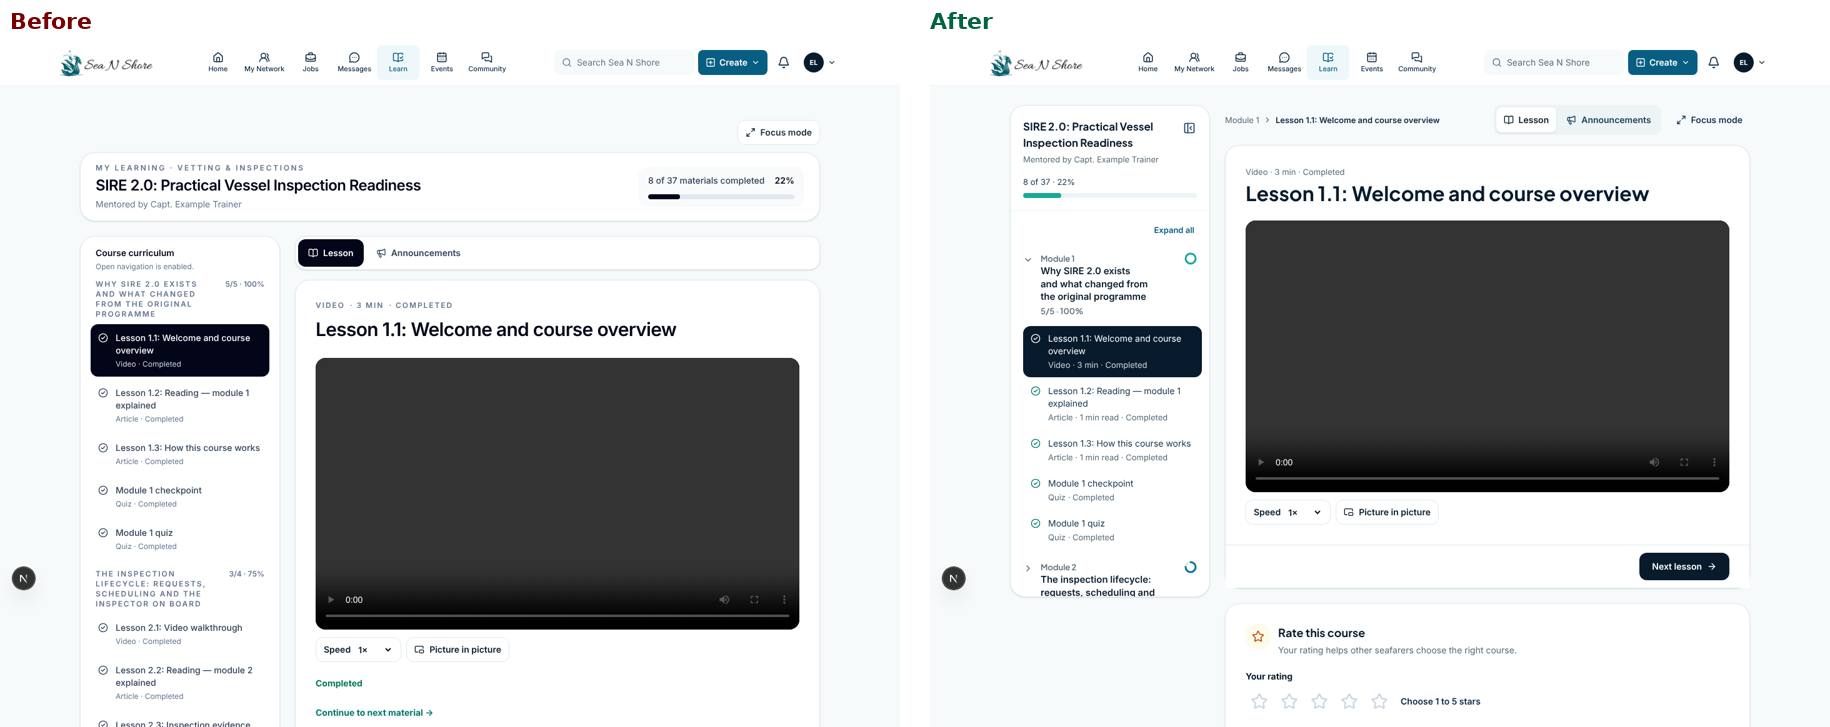 Before
Sea N Shore
Home
My Network
Jobs
Messages
Learn
Events
Community
Search Sea N Shore
Create
EL
Focus mode
MY LEARNING · VETTING & INSPECTIONS
SIRE 2.0: Practical Vessel Inspection Readiness
Mentored by Capt. Example Trainer
8 of 37 materials completed 22%
Course curriculum
Open navigation is enabled.
WHY SIRE 2.0 EXISTS
AND WHAT CHANGED
FROM THE ORIGINAL
PROGRAMME
5/5 · 100%
Lesson 1.1: Welcome and course
overview
Video · Completed
Lesson 1.2: Reading — module 1
explained
Article · Completed
Lesson 1.3: How this course works
Article · Completed
Module 1 checkpoint
Quiz · Completed
Module 1 quiz
Quiz · Completed
THE INSPECTION
LIFECYCLE: REQUESTS,
SCHEDULING AND THE
INSPECTOR ON BOARD
3/4 · 75%
Lesson 2.1: Video walkthrough
Video · Completed
Lesson 2.2: Reading — module 2
explained
Article · Completed
Lesson 2.3: Inspection evidence
N
Lesson
Announcements
VIDEO · 3 MIN · COMPLETED
Lesson 1.1: Welcome and course overview
0:00
Speed 1×
Picture in picture
Completed
Continue to next material →
After
Sea N Shore
Home
My Network
Jobs
Messages
Learn
Events
Community
Search Sea N Shore
Create
EL
SIRE 2.0: Practical Vessel
Inspection Readiness
Mentored by Capt. Example Trainer
8 of 37 · 22%
Expand all
Module 1
Why SIRE 2.0 exists
and what changed from
the original programme
5/5 · 100%
Lesson 1.1: Welcome and course
overview
Video · 3 min · Completed
Lesson 1.2: Reading — module 1
explained
Article · 1 min read · Completed
Lesson 1.3: How this course works
Article · 1 min read · Completed
Module 1 checkpoint
Quiz · Completed
Module 1 quiz
Quiz · Completed
Module 2
The inspection lifecycle:
requests, scheduling and
N
Module 1 > Lesson 1.1: Welcome and course overview
Lesson
Announcements
Focus mode
Video · 3 min · Completed
Lesson 1.1: Welcome and course overview
0:00
Speed 1×
Picture in picture
Next lesson →
Rate this course
Your rating helps other seafarers choose the right course.
Your rating
Choose 1 to 5 stars